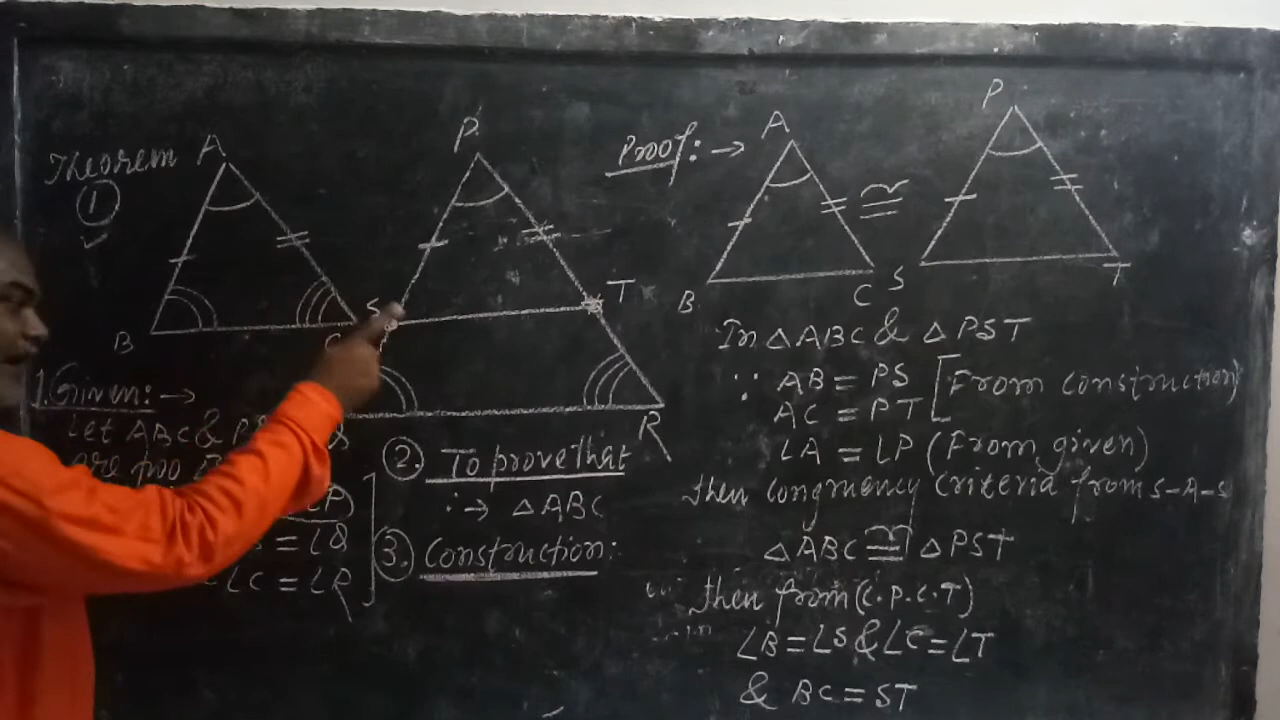 Theorem
1
A
B
P
S
T
R
1. Given: →
Let ABC &
are two
= ∠Q
∠C = ∠R
2. To prove that
∴→ △ABC
3. Construction:
Proof: →
A
B
C
≅
P
S
T
In △ABC & △PST
∵ AB = PS [From construction]
AC = PT
∠A = ∠P (From given)
then congruency criteria from S-A-S
△ABC ≅ △PST
then from (C.P.C.T)
∠B = ∠S & ∠C = ∠T
& BC = ST